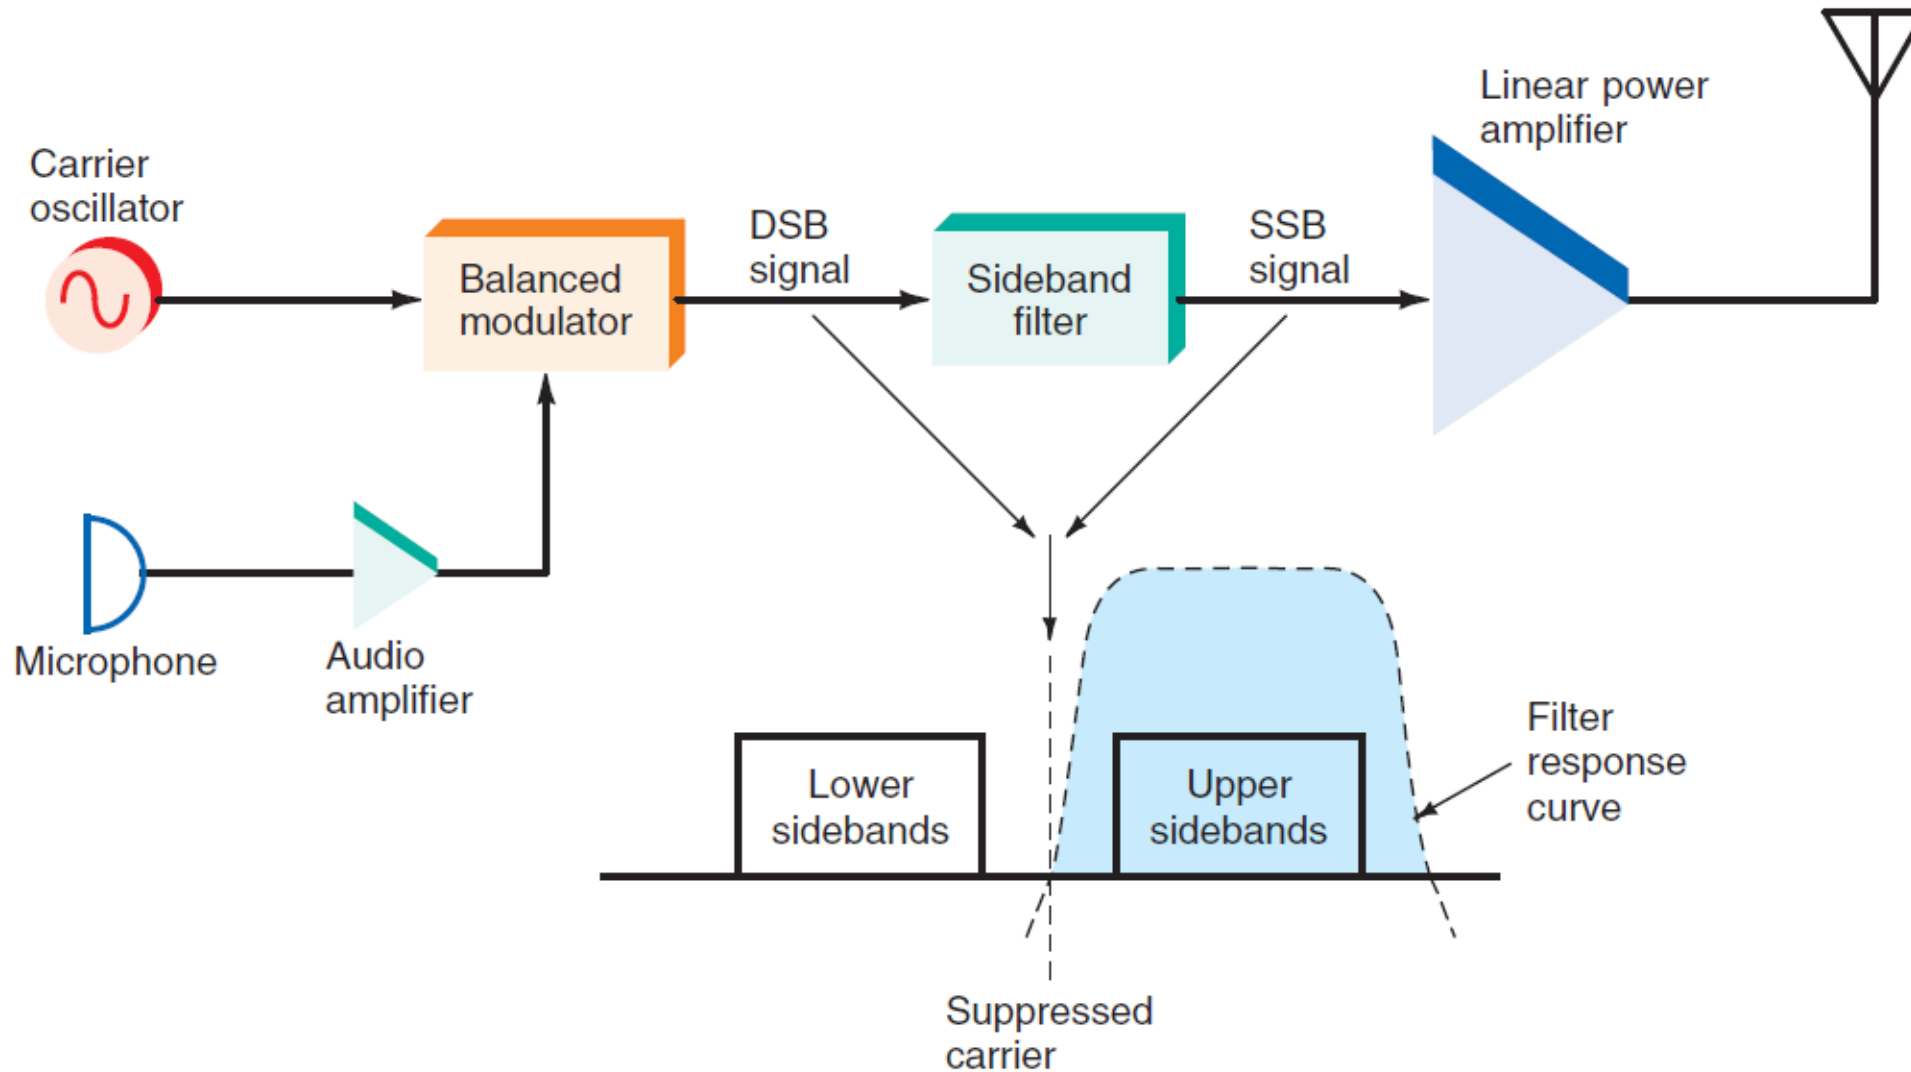 Linear power
amplifier
Carrier
oscillator
DSB
signal
SSB
signal
Balanced
modulator
Sideband
filter
Microphone
Audio
amplifier
Filter
response
curve
Lower
sidebands
Upper
sidebands
Suppressed
carrier